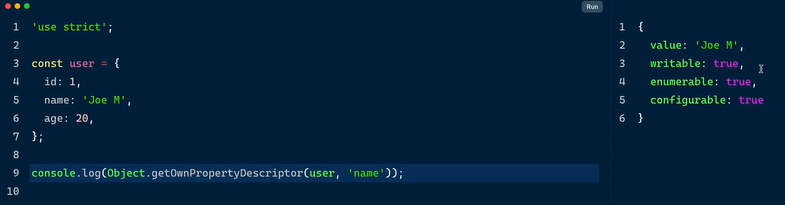 Run
1 'use strict';
2
3 const user = {
4   id: 1,
5   name: 'Joe M',
6   age: 20,
7 };
8
9 console.log(Object.getOwnPropertyDescriptor(user, 'name'));
10
1 {
2   value: 'Joe M',
3   writable: true,
4   enumerable: true,
5   configurable: true
6 }